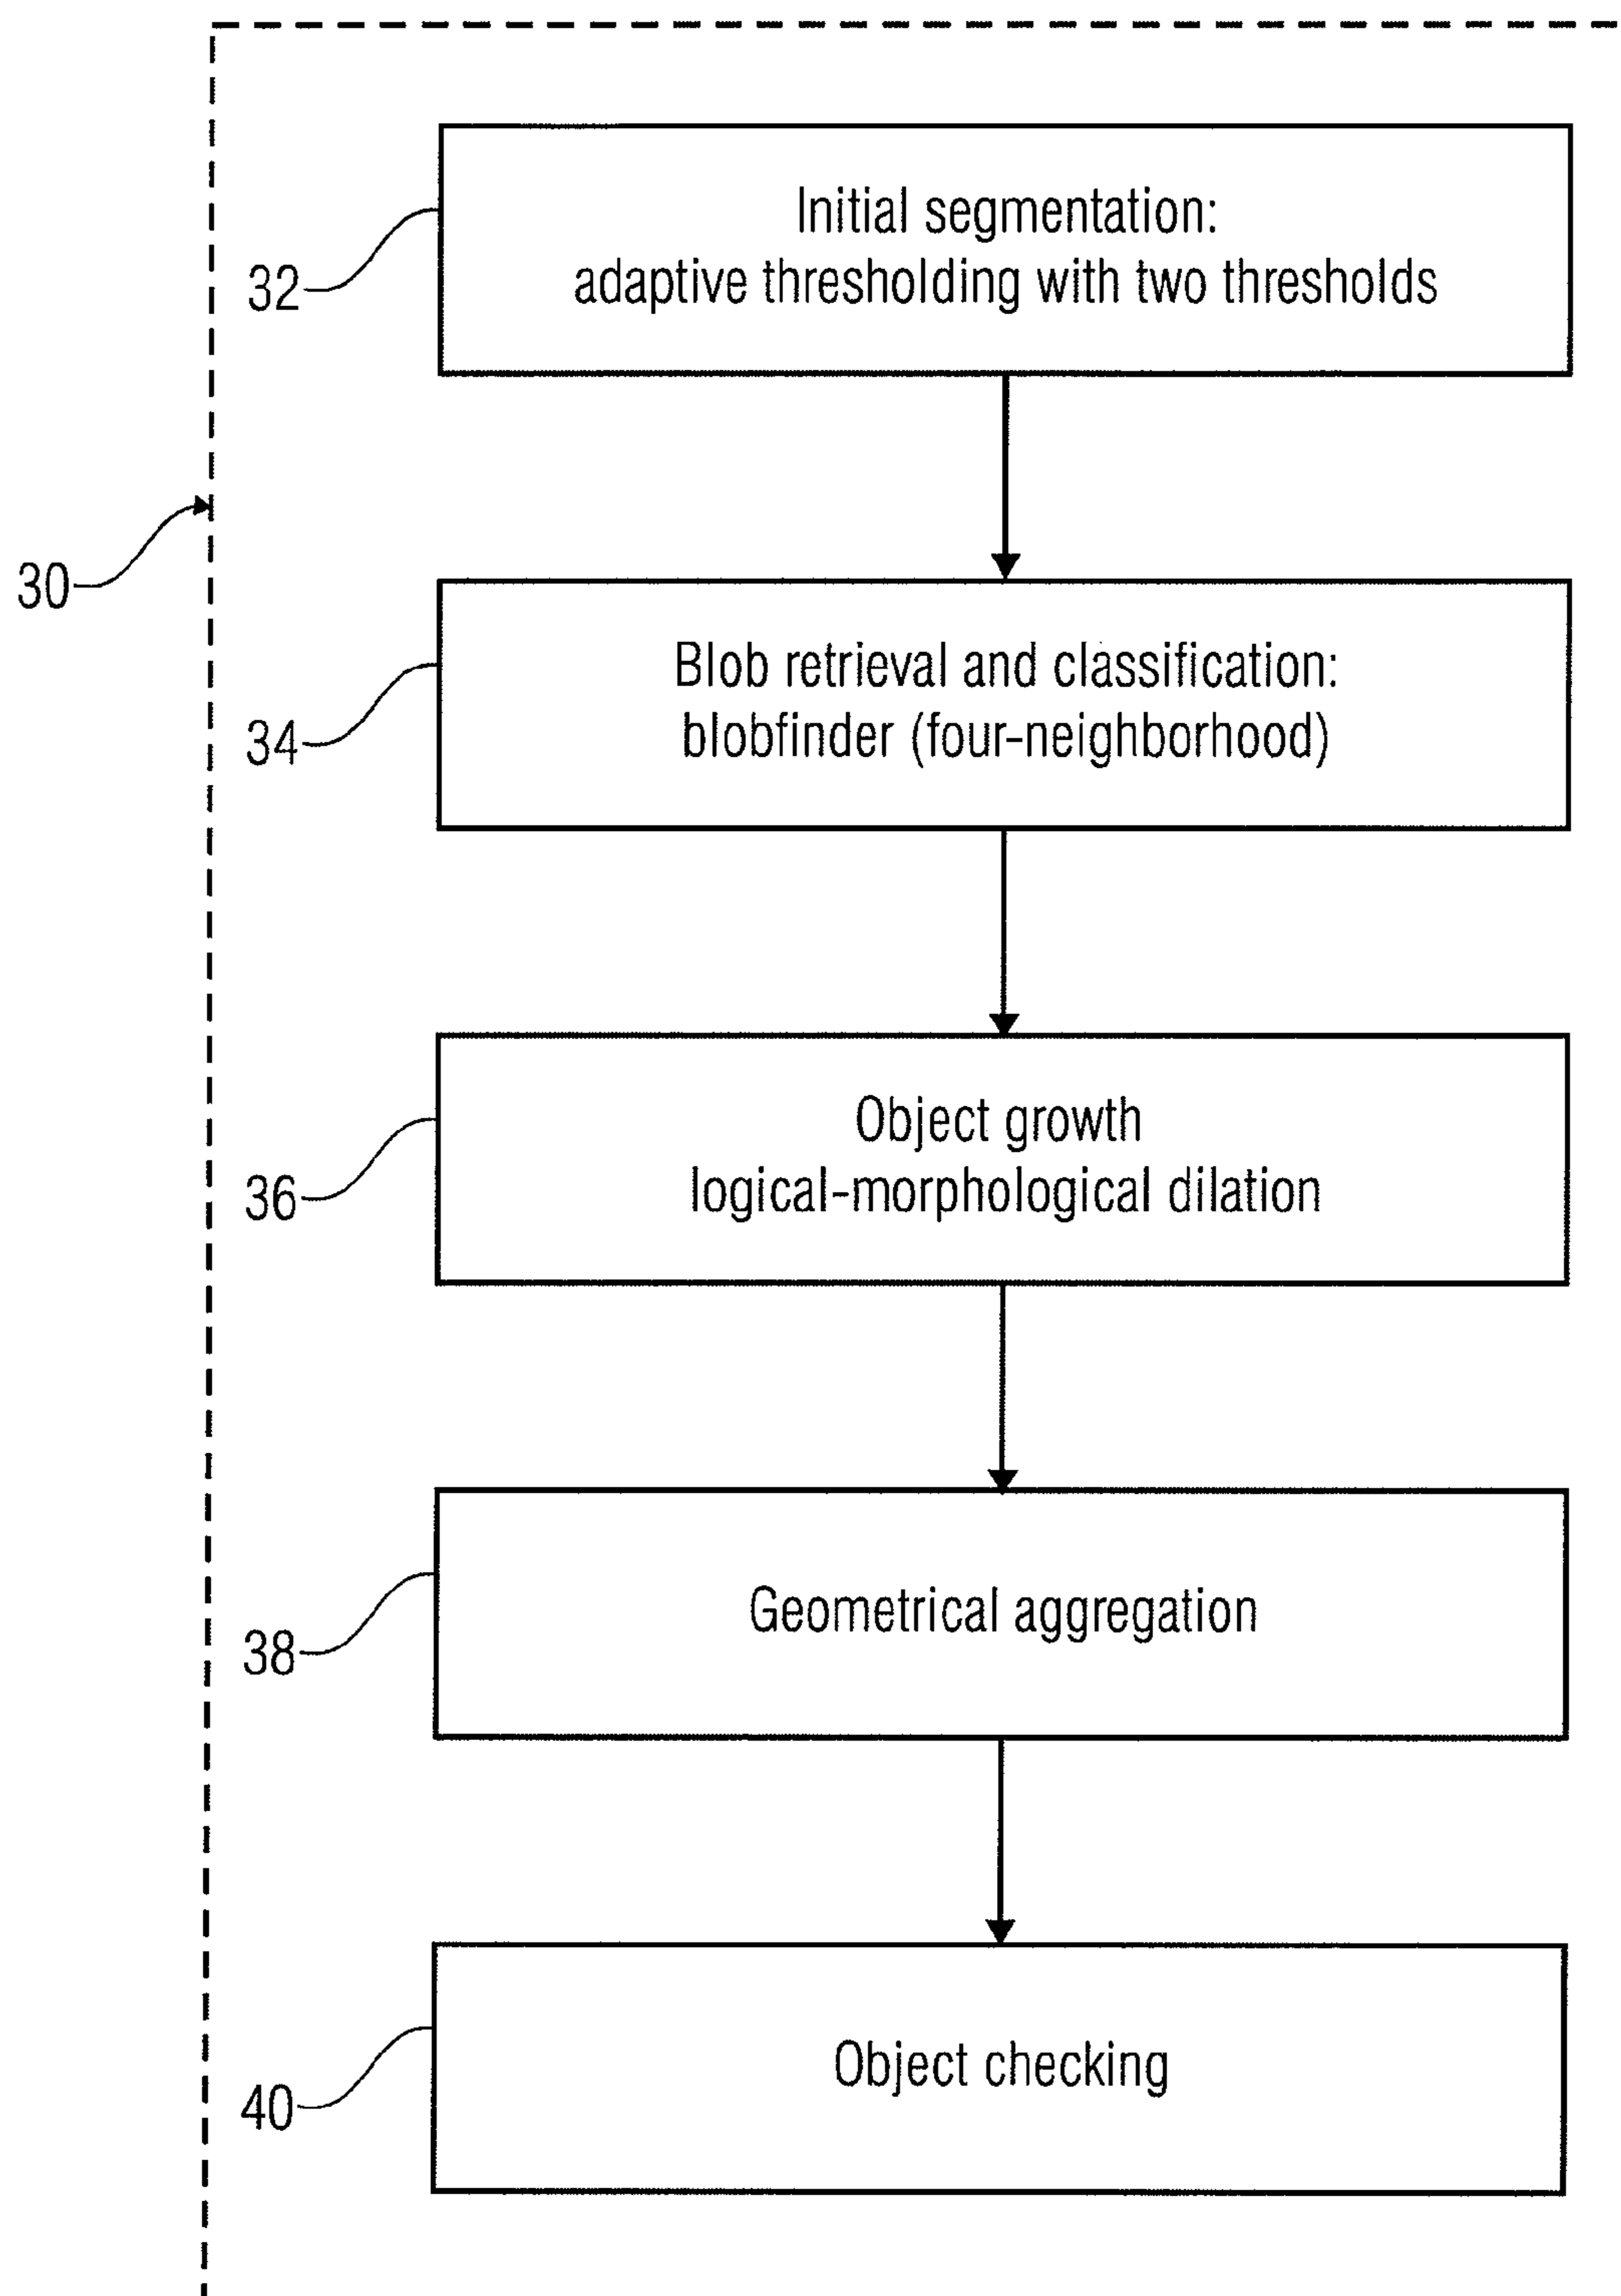 Initial segmentation:
adaptive thresholding with two thresholds
32
30
Blob retrieval and classification:
blobfinder (four-neighborhood)
34
Object growth
logical-morphological dilation
36
Geometrical aggregation
38
Object checking
40